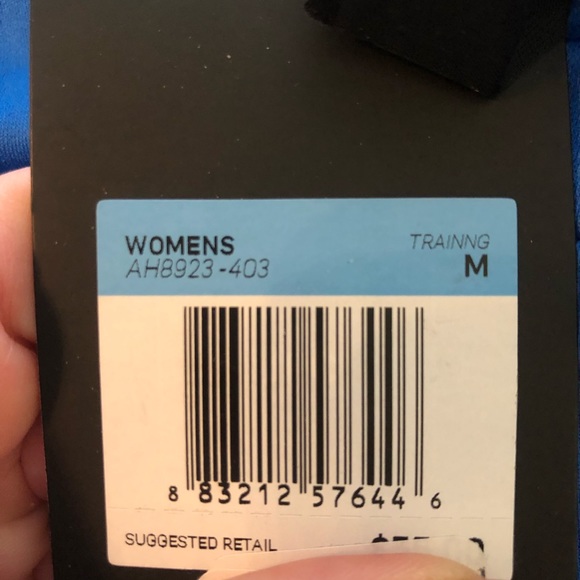 WOMENS
TRAINNG
AH8923-403
M
8 83212 57644 6
SUGGESTED RETAIL